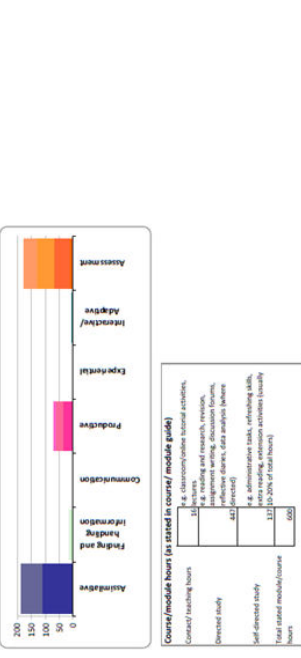 200
150
100
50
0
Assimilative
Finding and
handling
information
Communication
Productive
Experiential
Interactive/
Adaptive
Assessment
Course/module hours (as stated in course/ module guide)
Contact/ teaching hours
16
e.g. classroom/online tutorial activities,
lectures
Directed study
447
e.g. reading and research, revision,
assignment writing, discussion forums,
reflective diaries, data analysis (where
directed)
Self-directed study
137
e.g. administrative tasks, refreshing skills,
extra reading, extension activities (usually
10-20% of total hours)
Total stated module/course
hours
600